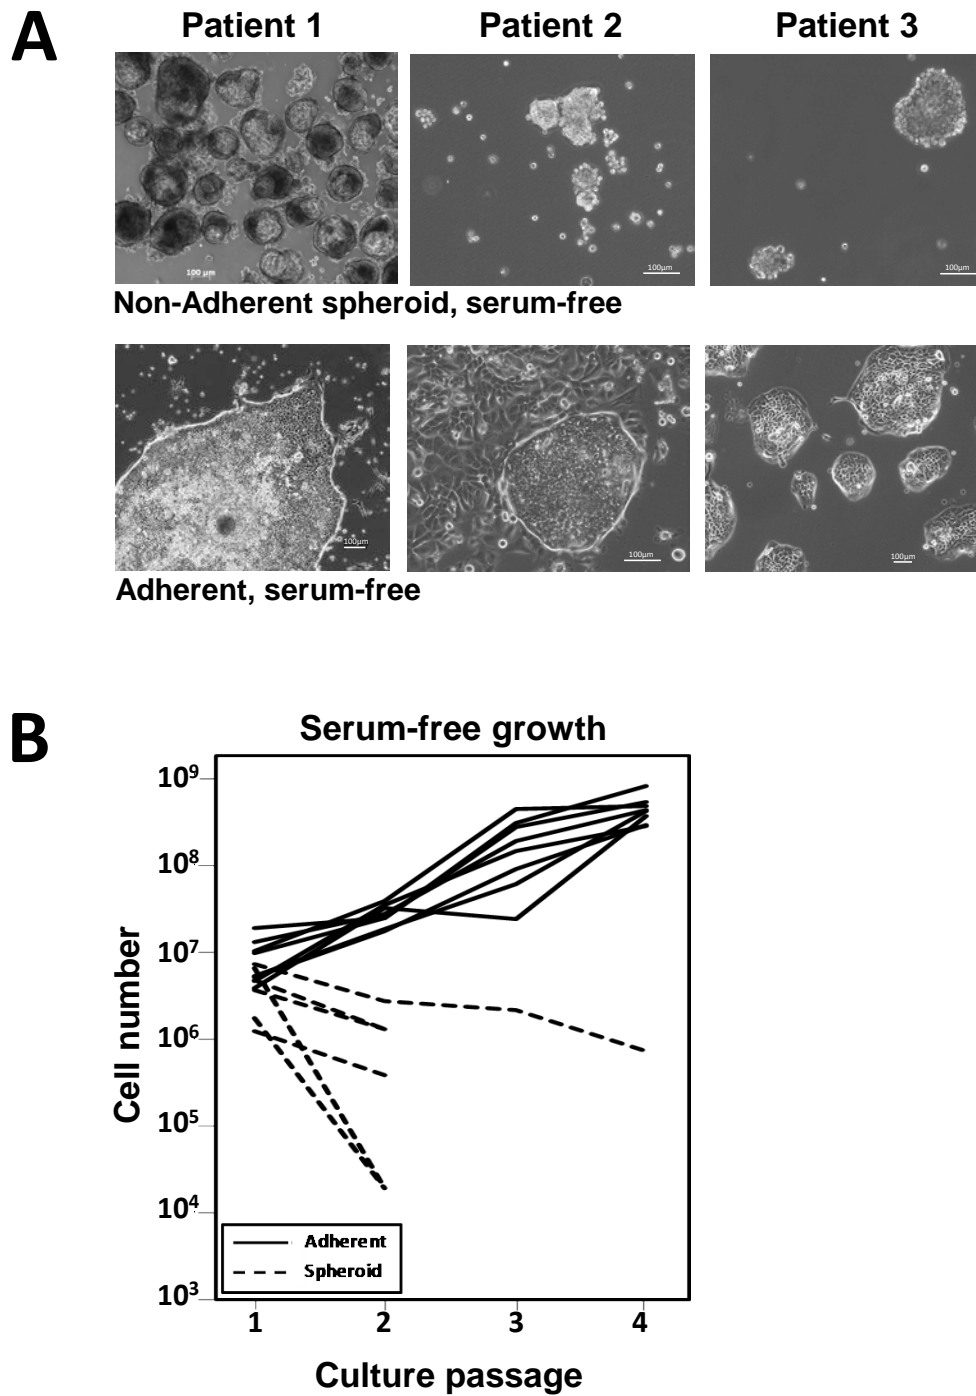 A
Patient 1 Patient 2 Patient 3
100 μm 100μm 100μm
Non-Adherent spheroid, serum-free
100μm 100μm 100μm
Adherent, serum-free
B
Serum-free growth
10⁹
10⁸
10⁷
10⁶
10⁵
10⁴
10³
Cell number
Adherent
Spheroid
1 2 3 4
Culture passage